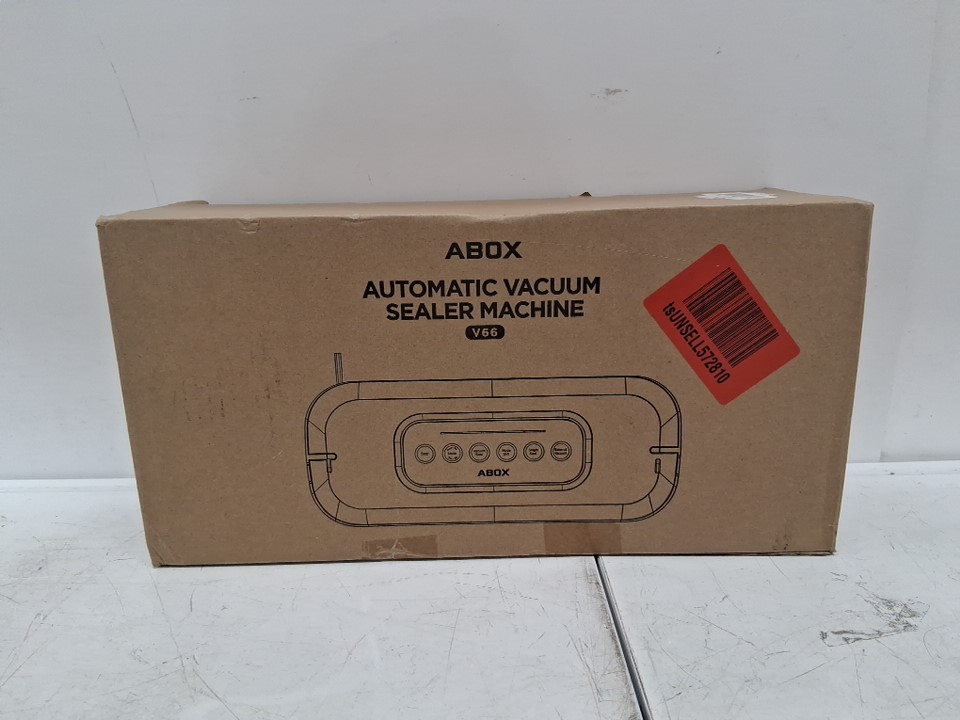 ABOX
AUTOMATIC VACUUM
SEALER MACHINE
V66
tsUNSELL572810
ABOX